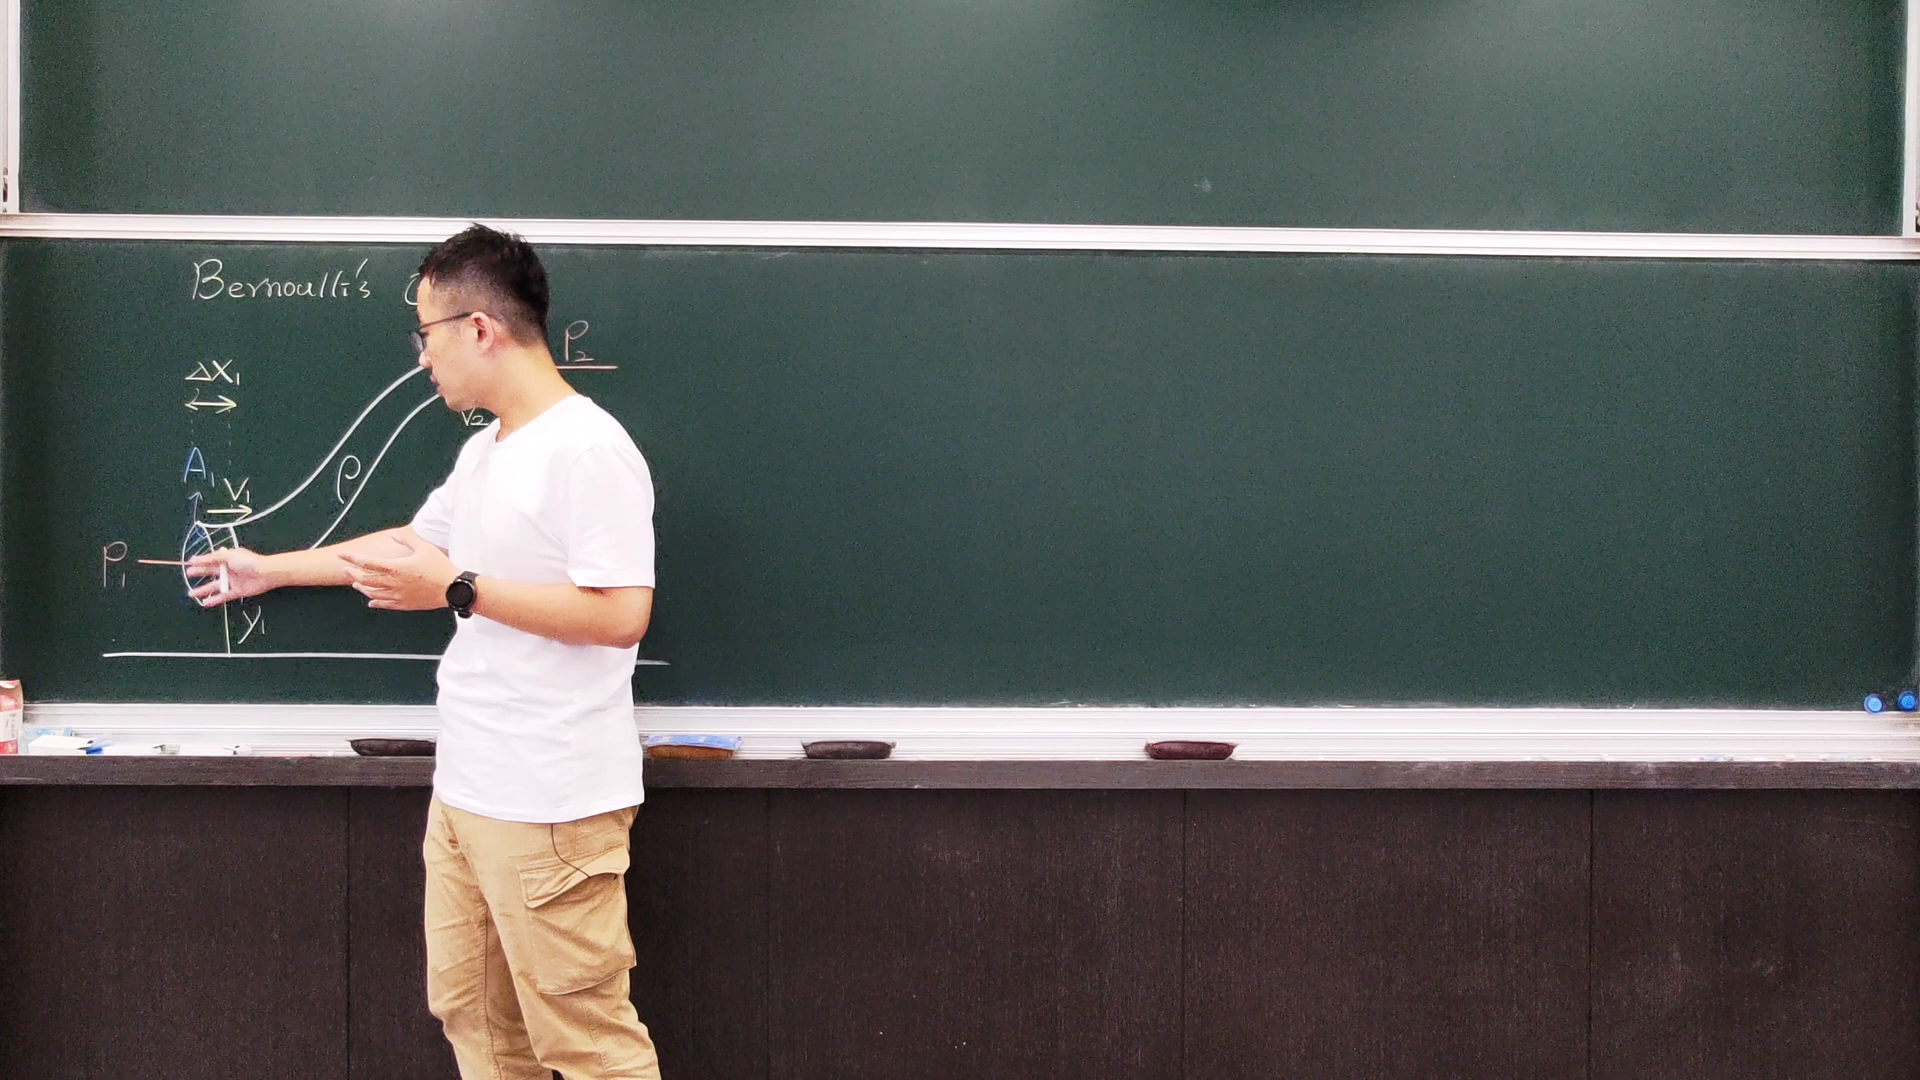 Bernoulli's
P₂
ΔX₁
V₂
A₁
ρ
V₁
P₁
y₁